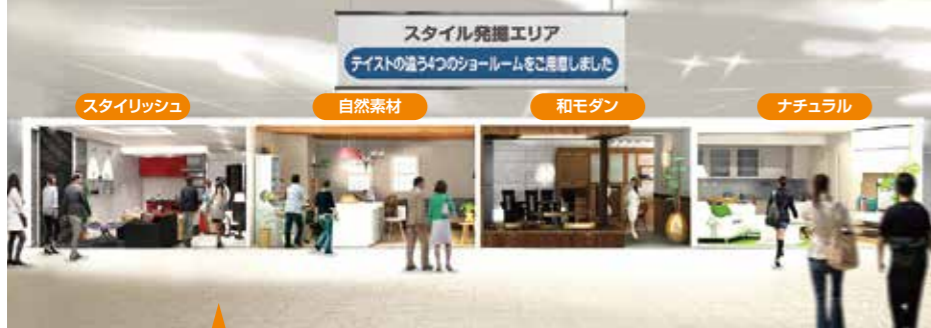 スタイル発掘エリア
テイストの違う4つのショールームをご用意しました
スタイリッシュ
自然素材
和モダン
ナチュラル